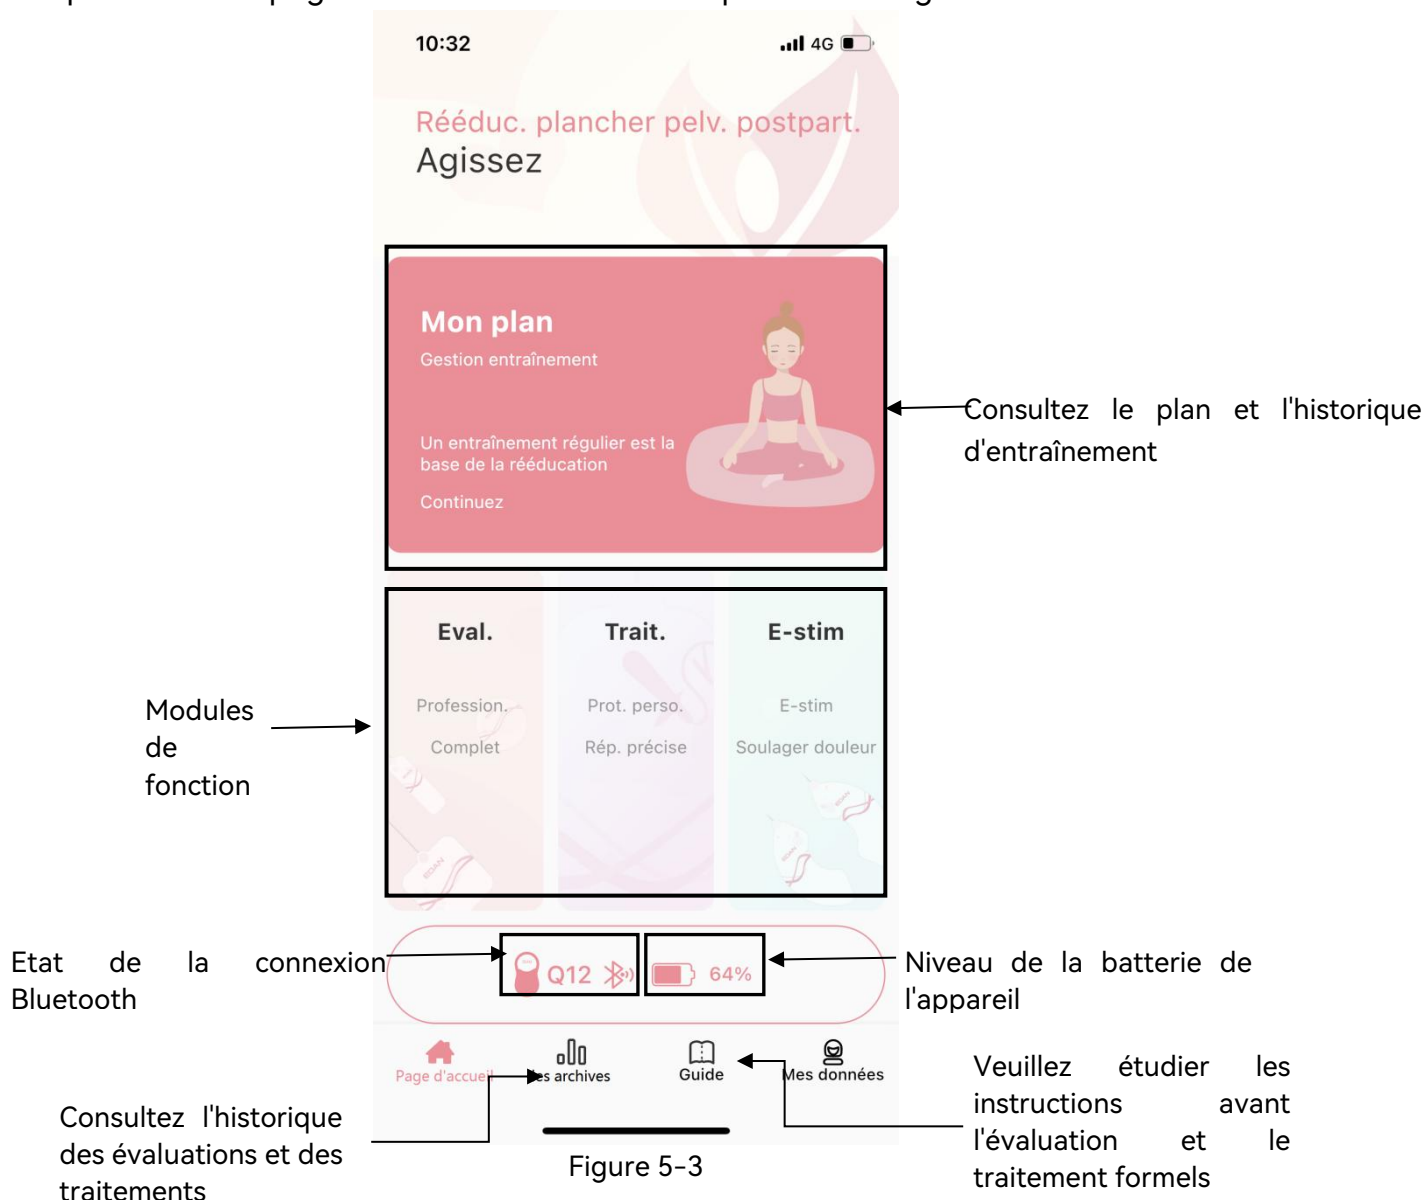 10:32
4G
Rééduc. plancher pelv. postpart.
Agissez
Mon plan
Gestion entraînement
Un entraînement régulier est la
base de la rééducation
Continuez
Consultez le plan et l'historique
d'entraînement
Eval.
Profession.
Complet
Trait.
Prot. perso.
Rép. précise
E-stim
E-stim
Soulager douleur
Modules
de
fonction
Etat de la connexion
Bluetooth
Q12
64%
Niveau de la batterie de
l'appareil
Page d'accueil
archives
Guide
Mes données
Consultez l'historique
des évaluations et des
traitements
Veuillez étudier les
instructions avant
l'évaluation et le
traitement formels
Figure 5-3
EDAN